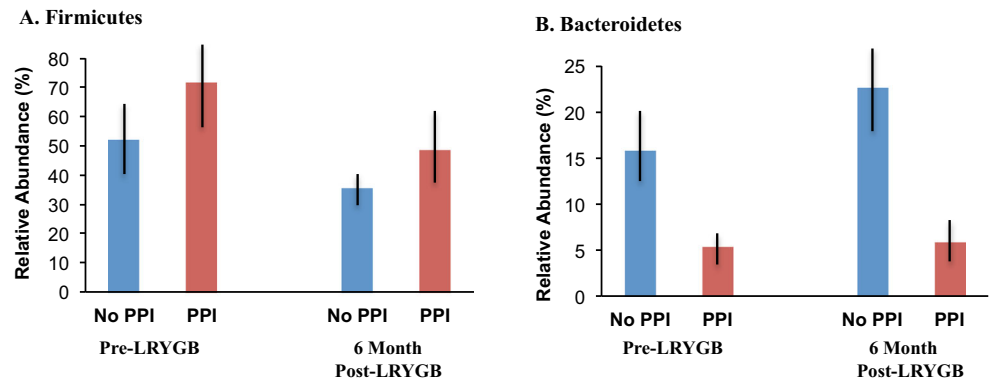 A. Firmicutes
Relative Abundance (%)
80
70
60
50
40
30
20
10
0
No PPI PPI No PPI PPI
Pre-LRYGB 6 Month
Post-LRYGB
B. Bacteroidetes
Relative Abundance (%)
25
20
15
10
5
0
No PPI PPI No PPI PPI
Pre-LRYGB 6 Month
Post-LRYGB